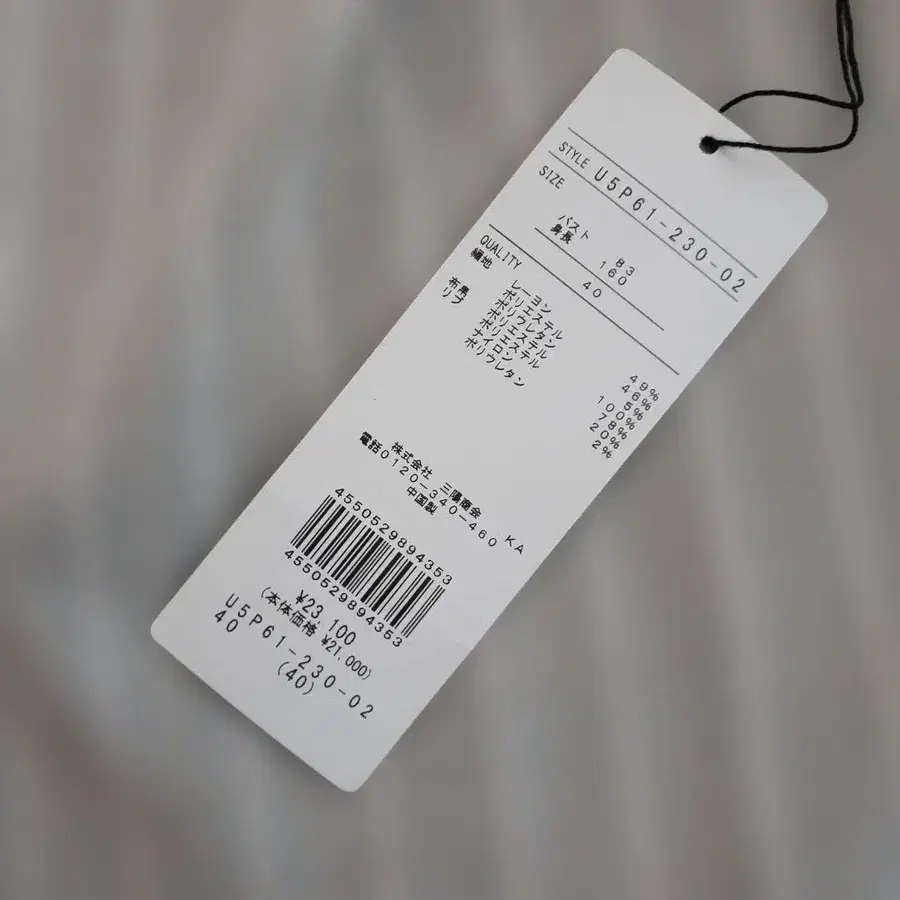 STYLE U5P61-230-02
SIZE
バスト 83
身長 160
40
QUALITY
編地 レーヨン 49%
ポリエステル 46%
ポリウレタン 5%
布帛 ポリエステル 100%
リブ ポリエステル 78%
ナイロン 20%
ポリウレタン 2%
株式会社 三陽商会
電話0120-340-460 KA
中国製
4550529894353
4550529894353
¥23,100
(本体価格 ¥21,000)
U5P61-230-02
40 (40)